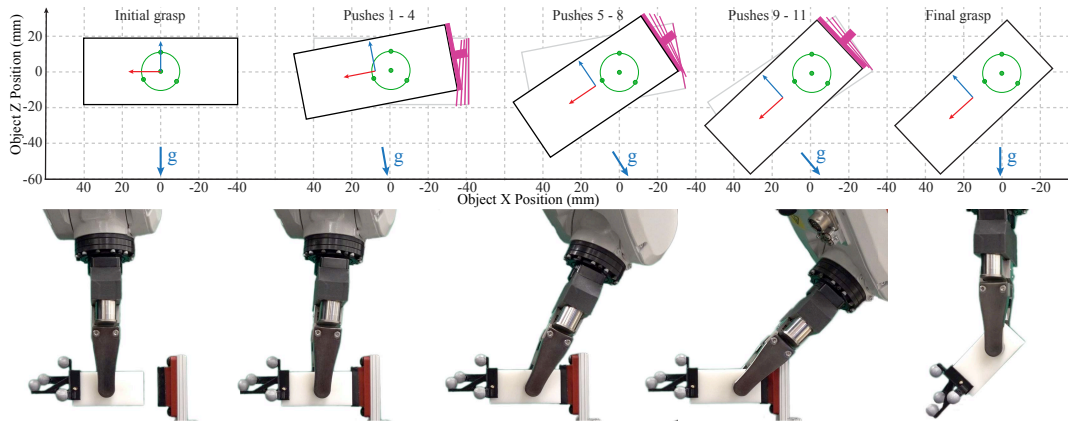 Initial grasp
Pushes 1 - 4
Pushes 5 - 8
Pushes 9 - 11
Final grasp
Object Z Position (mm)
20
0
-20
-40
-60
g
g
g
g
g
40 20 0 -20 -40
40 20 0 -20 -40
40 20 0 -20 -40
40 20 0 -20 -40
40 20 0 -20
Object X Position (mm)